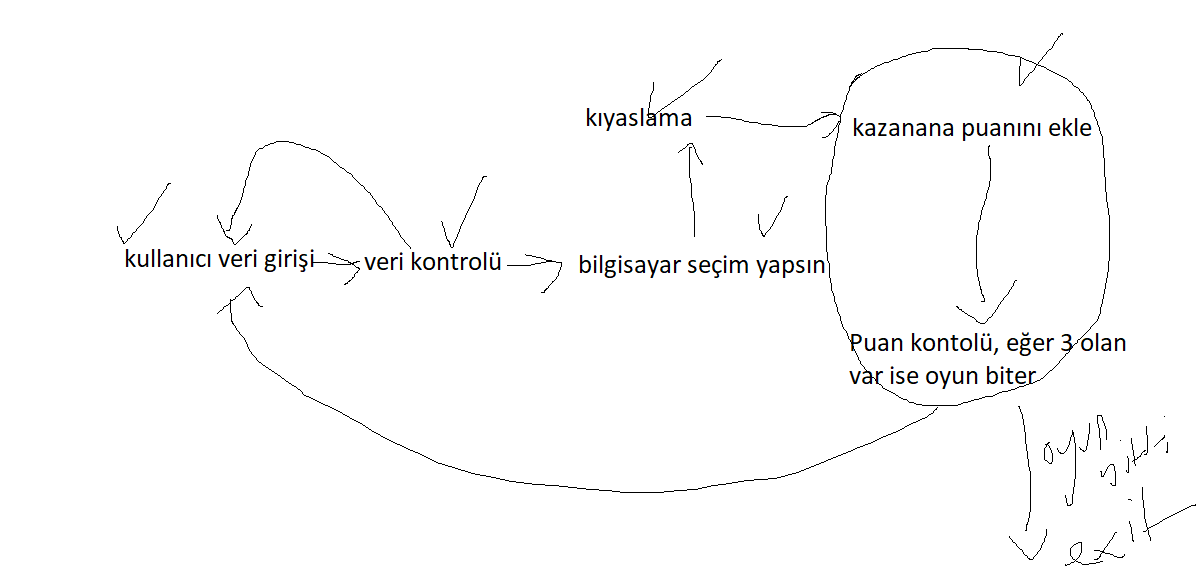 kıyaslama
kazanana puanını ekle
kullanıcı veri girişi
veri kontrolü
bilgisayar seçim yapsın
Puan kontolü, eğer 3 olan
var ise oyun biter
oyun
exit